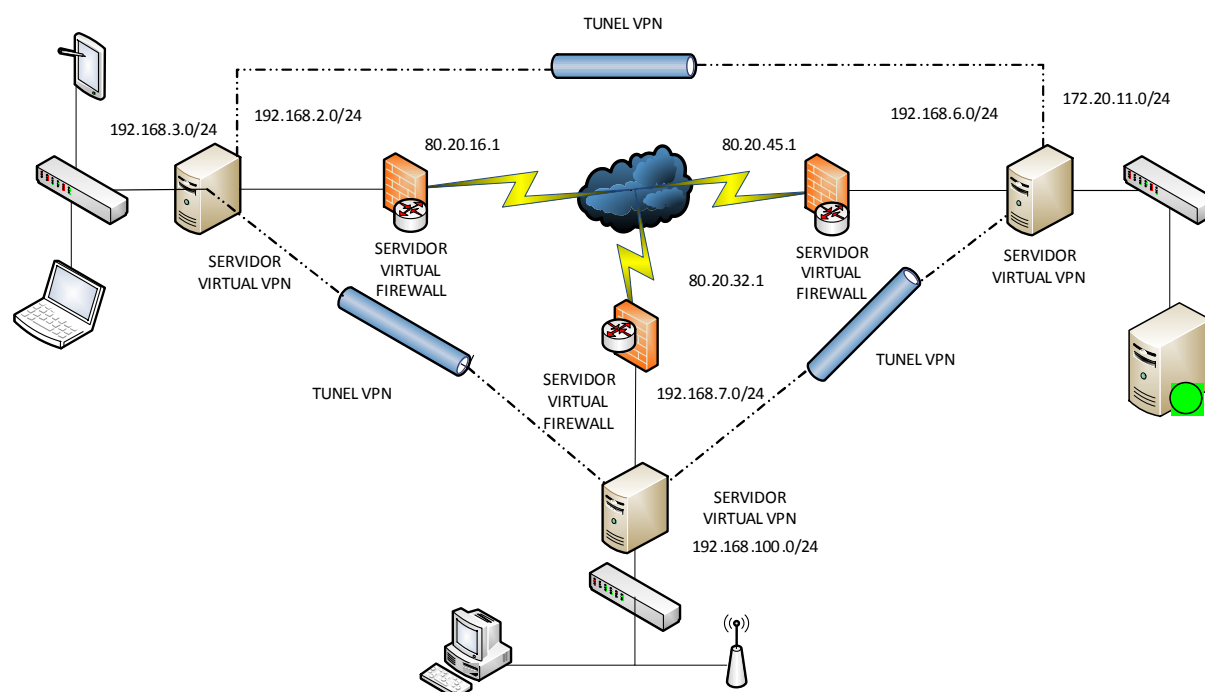 TUNEL VPN
172.20.11.0/24
192.168.3.0/24
192.168.2.0/24
192.168.6.0/24
80.20.16.1
80.20.45.1
SERVIDOR
VIRTUAL VPN
SERVIDOR
VIRTUAL
FIREWALL
80.20.32.1
SERVIDOR
VIRTUAL
FIREWALL
SERVIDOR
VIRTUAL VPN
TUNEL VPN
SERVIDOR
VIRTUAL
FIREWALL
192.168.7.0/24
TUNEL VPN
SERVIDOR
VIRTUAL VPN
192.168.100.0/24